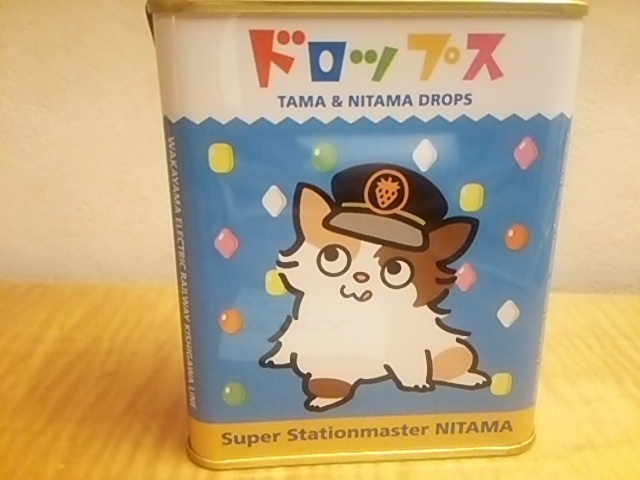 ドロップス
TAMA & NITAMA DROPS
WAKAYAMA ELECTRIC RAILWAY KISHIGAWA LINE
Super Stationmaster NITAMA